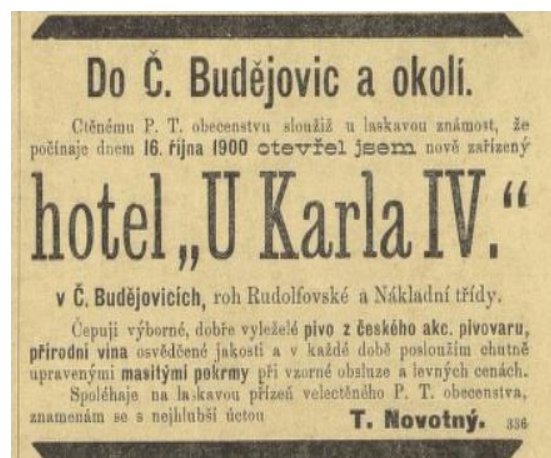 Do Č. Budějovic a okolí.
Ctěnému P. T. obecenstvu služiž u laskavou známost, že
počínaje dnem 16. října 1900 otevřel jsem nově zařízený
hotel „U Karla IV.“
v Č. Budějovicích, roh Rudolfovské a Nákladní třídy.
Čepuji výborné, dobře vyleželé pivo z českého akc. pivovaru,
přírodní vína osvědčené jakosti a v každé době posloužím chutně
upravenými masitými pokrmy při vzorné obsluze a levných cenách.
Spoléhaje na laskavou přízeň velectěného P. T. obecenstva,
znamenám se s nejhlubší úctou T. Novotný. 336